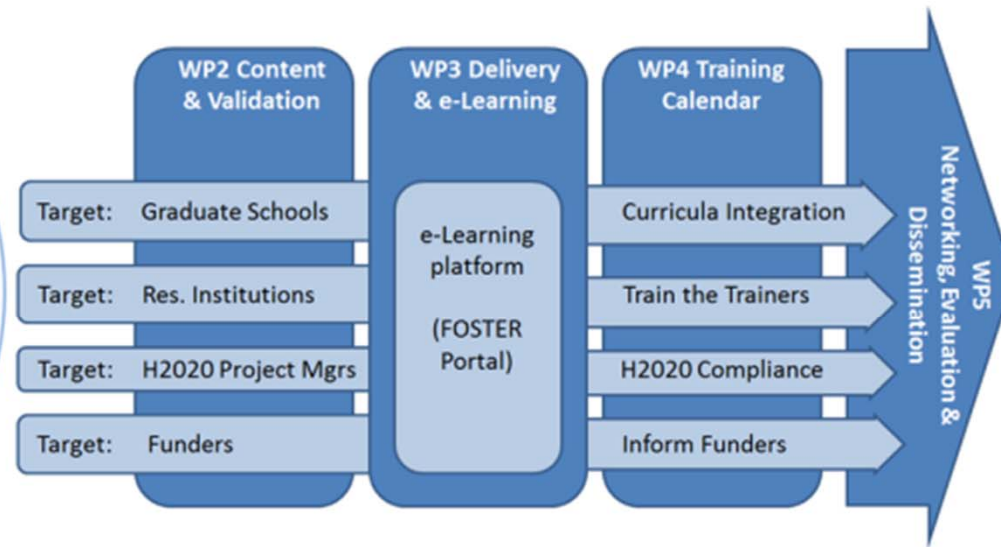 WP2 Content
& Validation
WP3 Delivery
& e-Learning
WP4 Training
Calendar
Target: Graduate Schools
Target: Res. Institutions
Target: H2020 Project Mgrs
Target: Funders
e-Learning
platform
(FOSTER
Portal)
Curricula Integration
Train the Trainers
H2020 Compliance
Inform Funders
WP5
Networking, Evaluation &
Dissemination